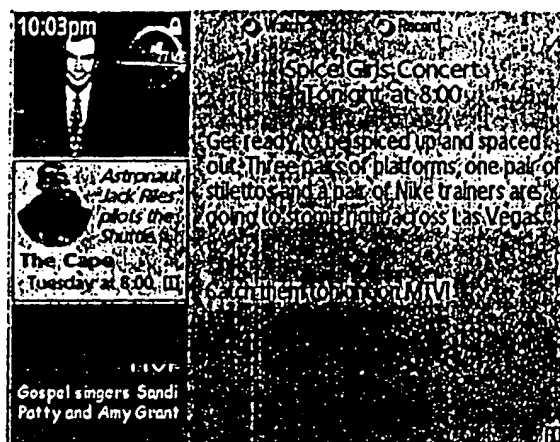 10:03pm
Watch
Record
Spice Girls Concert
Tonight at 8:00
Get ready to be spiced up and spaced
out. Three pairs of platforms, one pair of
stilettos and a pair of Nike trainers are
going to stomp right across Las Vegas.
on MTV!
Astronaut
Jack Riles
pilots the
Shuttle
The Cape
Tuesday at 8:00,
LIVE
Gospel singers Sandi
Patty and Amy Grant